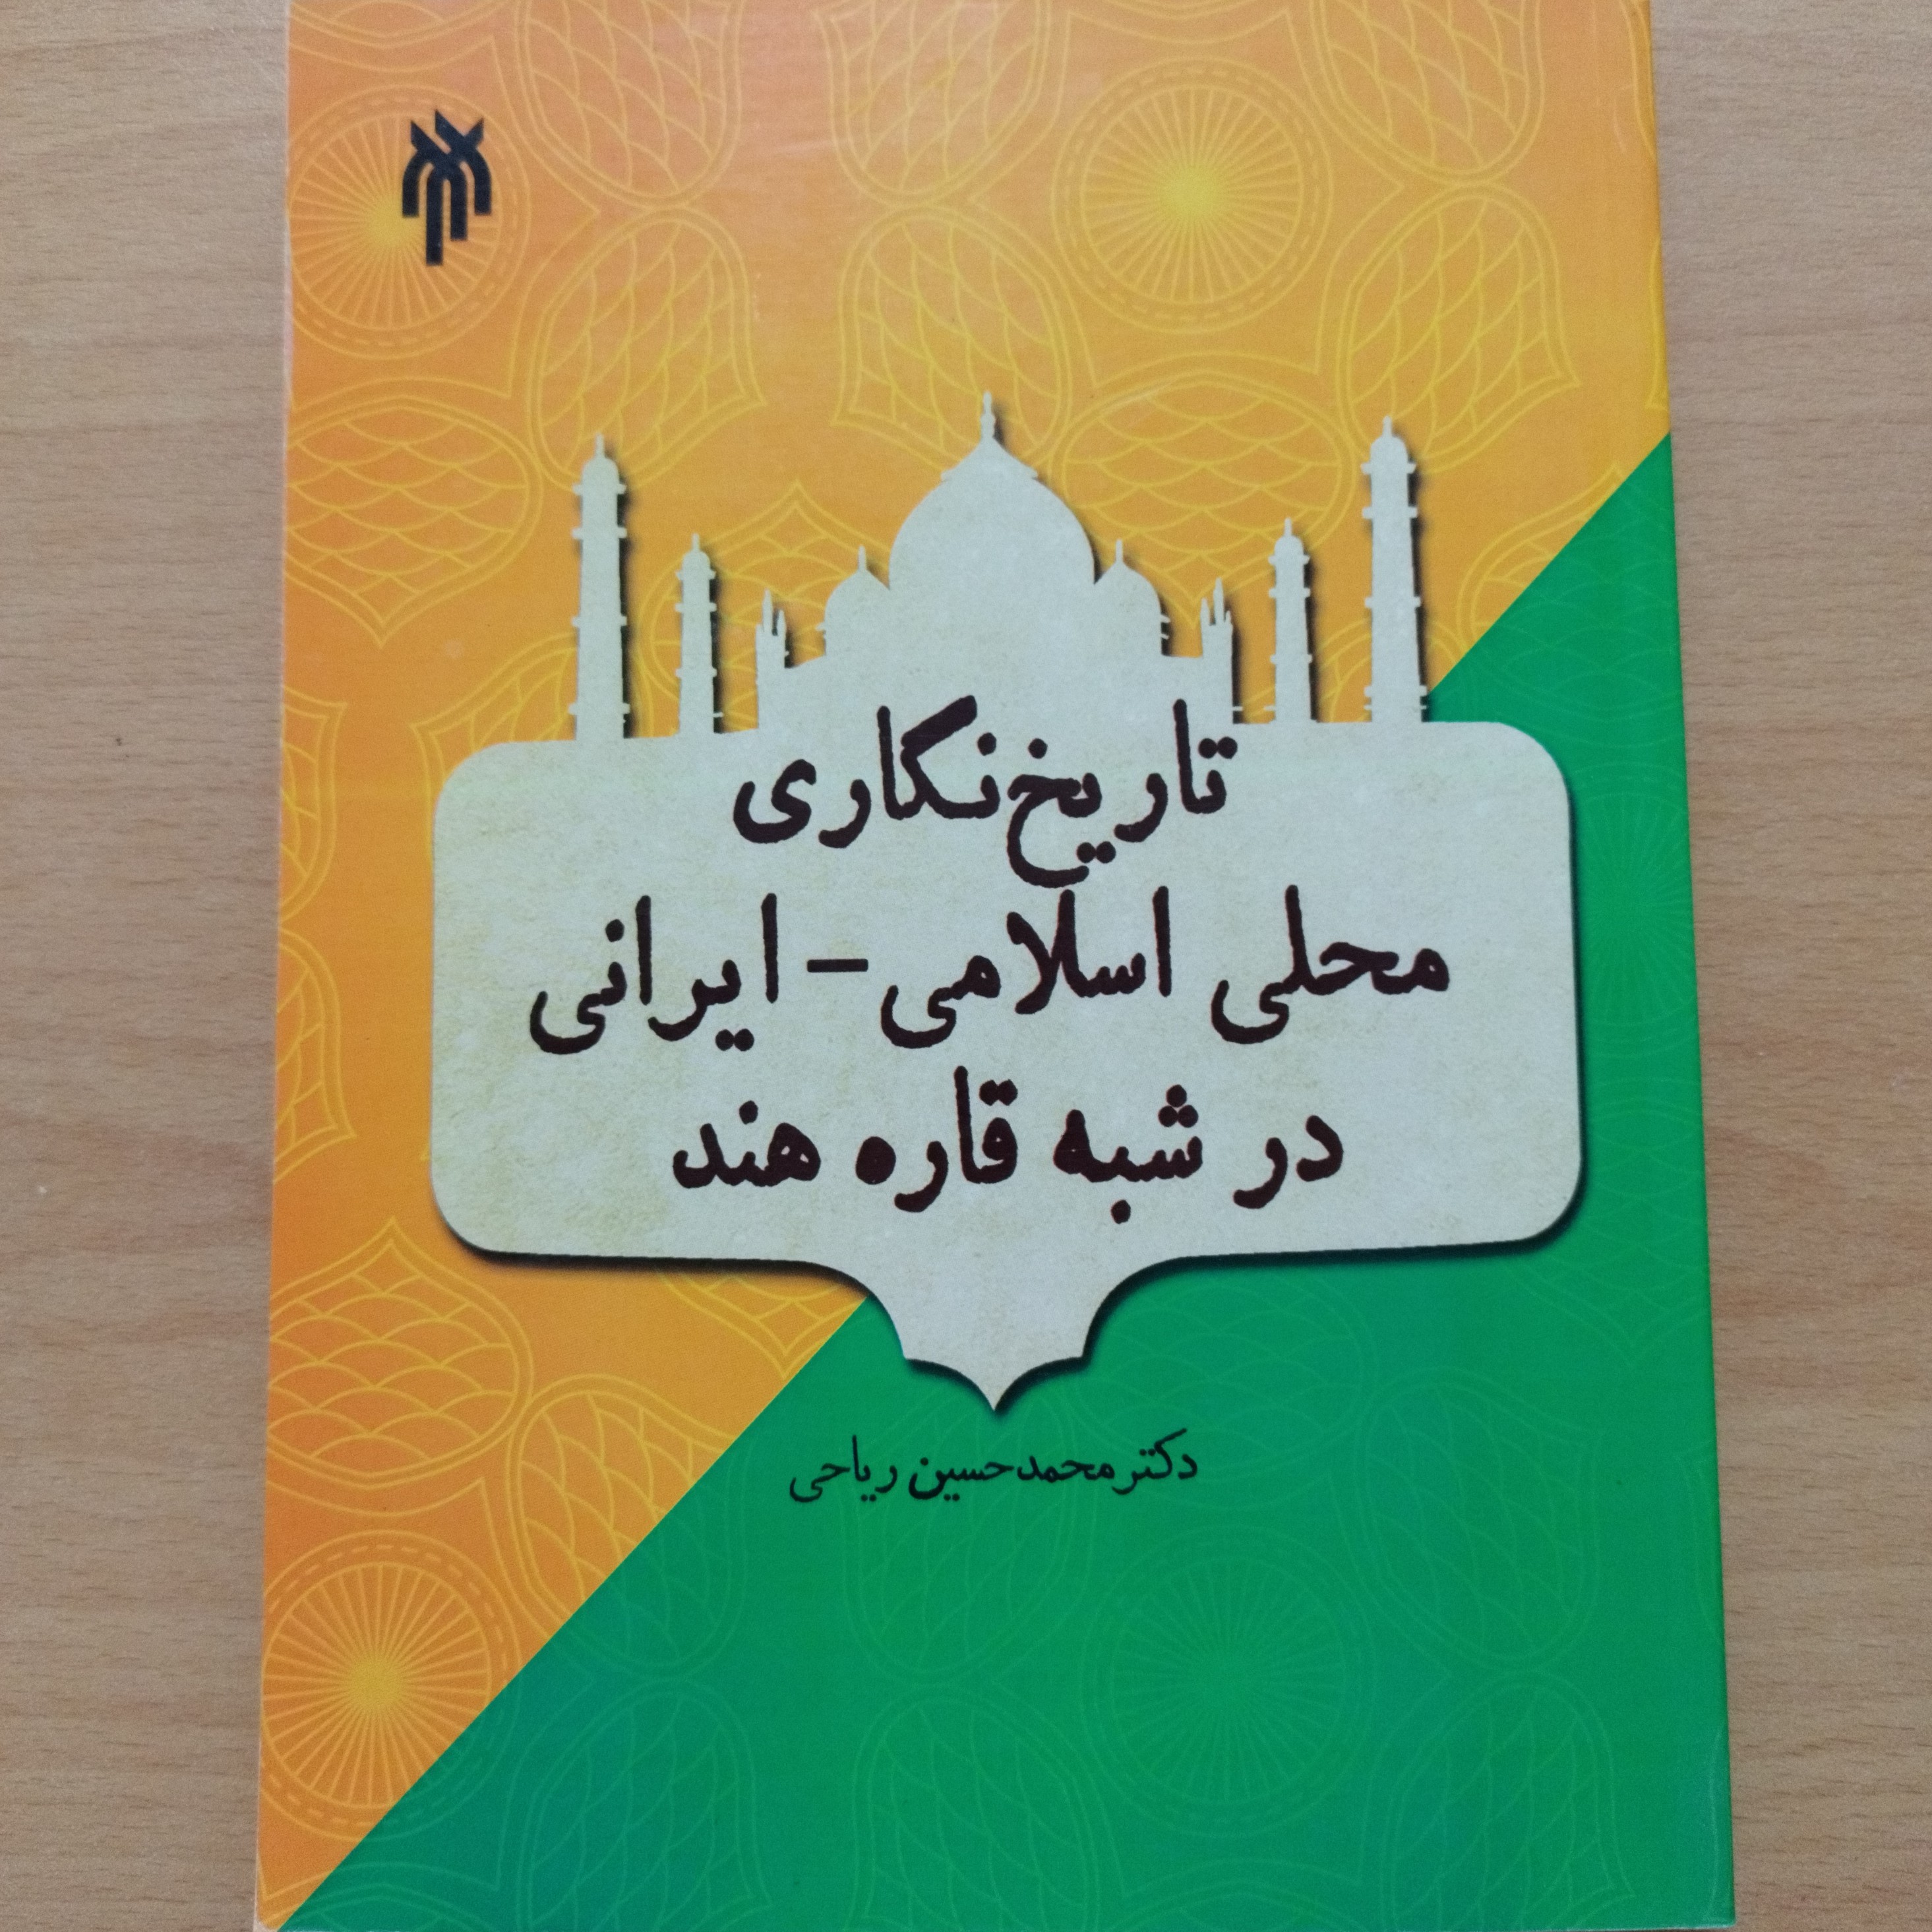 تاریخ‌نگاری
محلی اسلامی - ایرانی
در شبه قاره هند
دکتر محمدحسین ریاحی